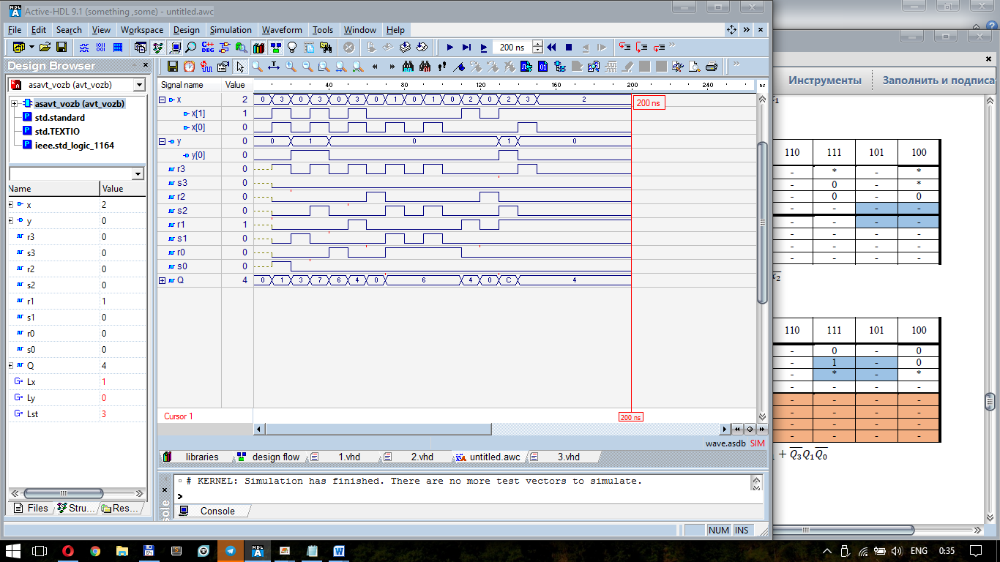 Active-HDL 9.1 (something ,some) - untitled.awc
File Edit Search View Workspace Design Simulation Waveform Tools Window Help
200 ns
Design Browser
asavt_vozb (avt_vozb)
asavt_vozb (avt_vozb)
std.standard
std.TEXTIO
ieee.std_logic_1164
Name Value
x 2
y 0
r3 0
s3 0
r2 0
s2 0
r1 1
s1 0
r0 0
s0 0
Q 4
Lx 1
Ly 0
Lst 3
Files Stru... Res...
Signal name Value 40 80 120 160 200 240 ns
x 2 0 3 0 3 0 3 0 1 0 1 0 2 0 2 3 2
200 ns
x[1] 1
x[0] 0
y 0 0 1 0 1 0
y[0] 0
r3 0
s3 0
r2 0
s2 0
r1 1
s1 0
r0 0
s0 0
Q 4 0 1 3 7 6 4 0 6 4 0 C 4
Cursor 1 200 ns
wave.asdb SIM
libraries design flow 1.vhd 2.vhd untitled.awc 3.vhd
# KERNEL: Simulation has finished. There are no more test vectors to simulate.
>
Console
NUM INS
Инструменты Заполнить и подписа
110 111 101 100
- * - *
- 0 - *
- 0 - 0
- - - -
- - - -
- - - -
- - - -
- - - -
110 111 101 100
- 0 - 0
- 1 - 0
- * - *
- - - -
- - - -
- - - -
- - - -
- - - -
+ Q̅₃Q₁Q̅₀
ENG 0:35